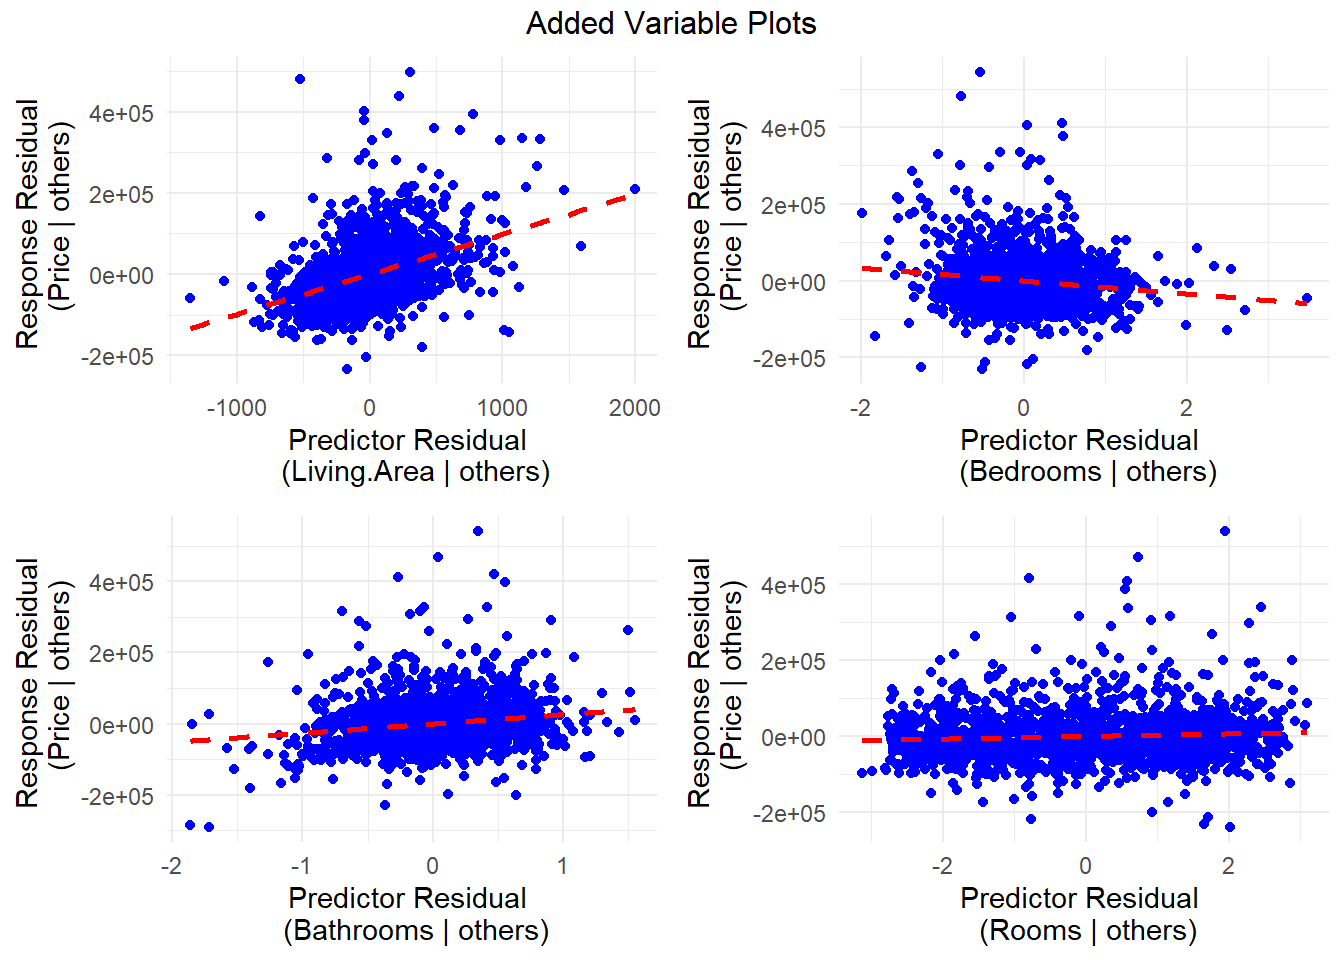 Added Variable Plots
Response Residual
(Price | others)
4e+05
2e+05
0e+00
-2e+05
-1000
0
1000
2000
Predictor Residual
(Living.Area | others)
Response Residual
(Price | others)
4e+05
2e+05
0e+00
-2e+05
-2
0
2
Predictor Residual
(Bedrooms | others)
Response Residual
(Price | others)
4e+05
2e+05
0e+00
-2e+05
-2
-1
0
1
Predictor Residual
(Bathrooms | others)
Response Residual
(Price | others)
4e+05
2e+05
0e+00
-2e+05
-2
0
2
Predictor Residual
(Rooms | others)